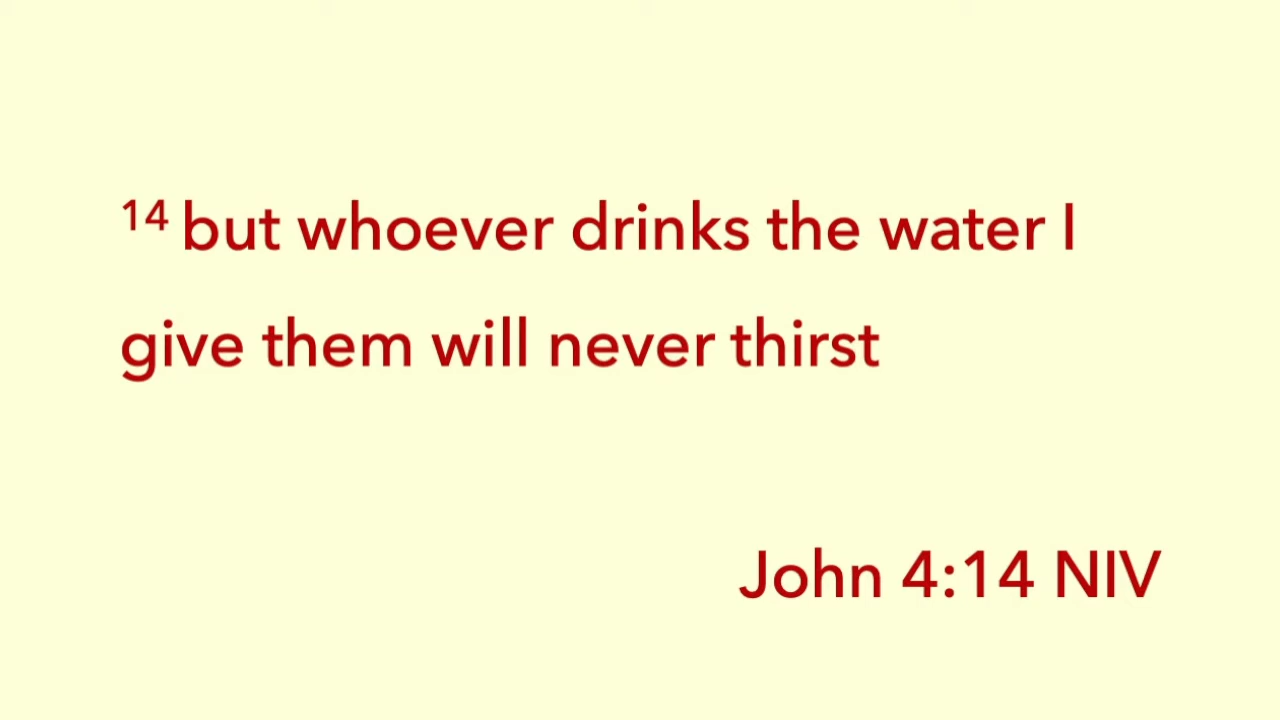 14 but whoever drinks the water I
give them will never thirst
John 4:14 NIV